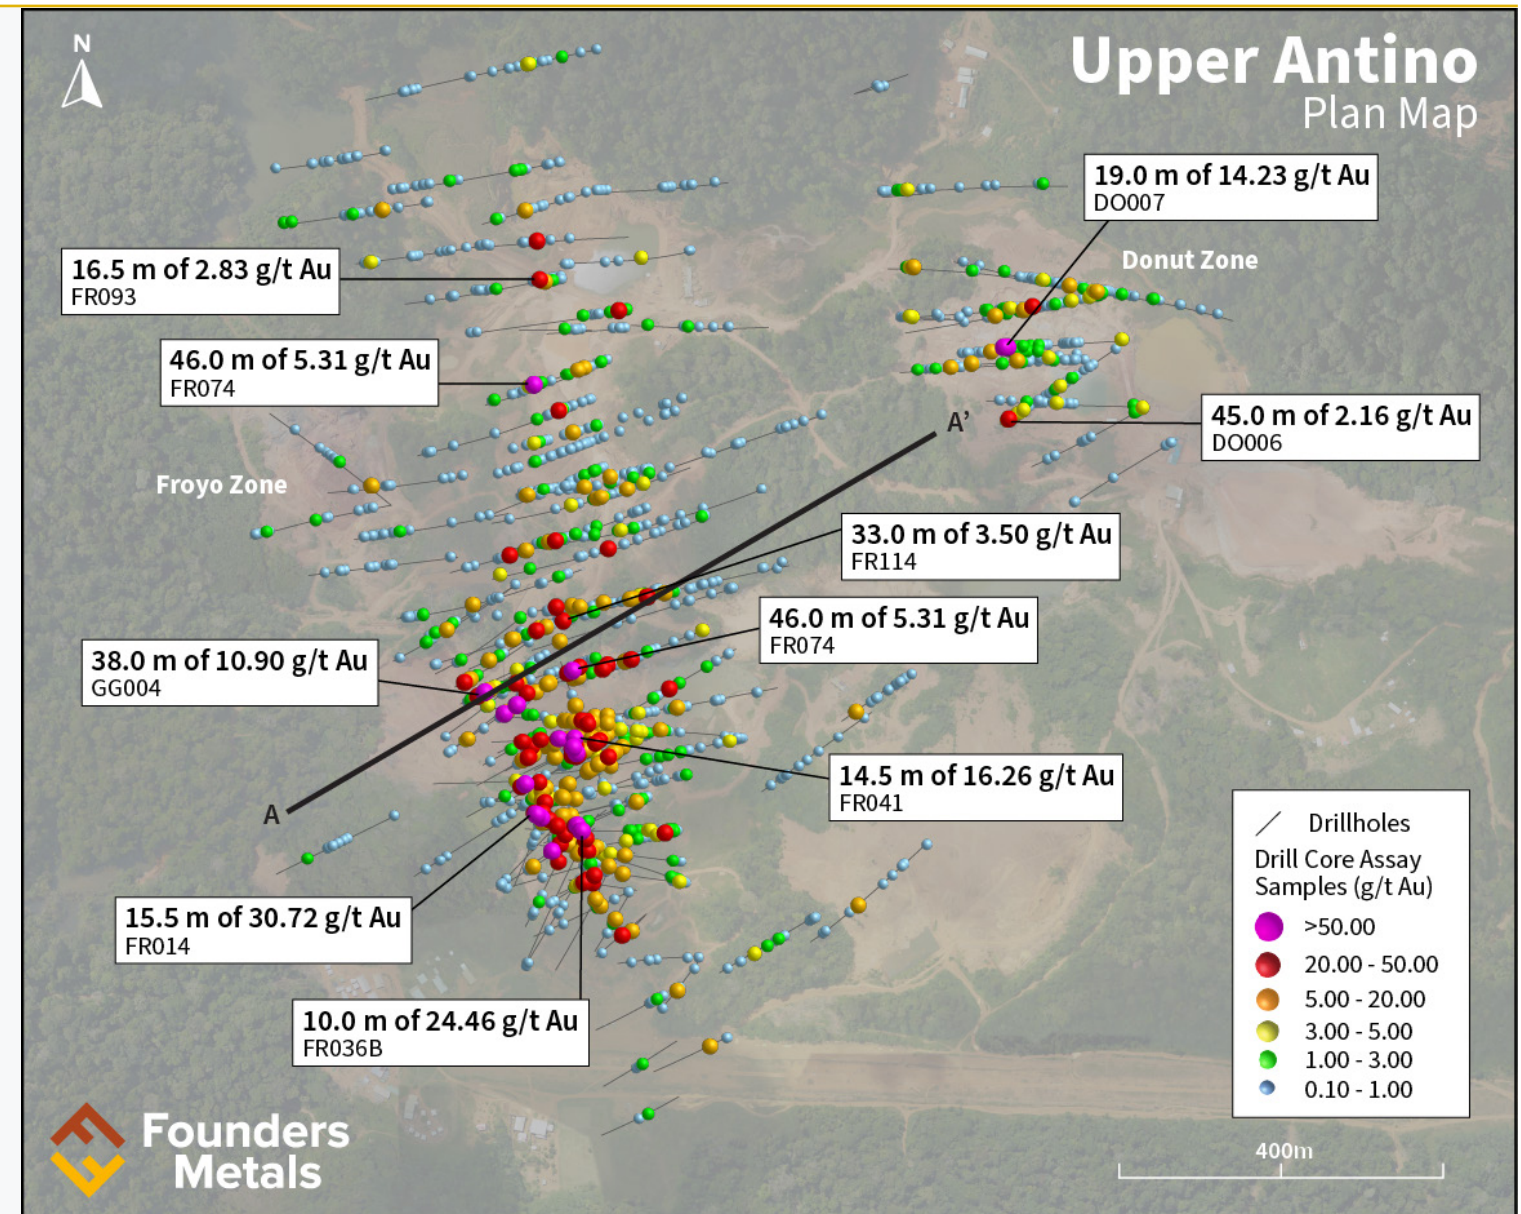 N
Upper Antino
Plan Map
19.0 m of 14.23 g/t Au
DO007
Donut Zone
16.5 m of 2.83 g/t Au
FR093
46.0 m of 5.31 g/t Au
FR074
45.0 m of 2.16 g/t Au
DO006
A’
Froyo Zone
33.0 m of 3.50 g/t Au
FR114
46.0 m of 5.31 g/t Au
FR074
38.0 m of 10.90 g/t Au
GG004
14.5 m of 16.26 g/t Au
FR041
A
15.5 m of 30.72 g/t Au
FR014
10.0 m of 24.46 g/t Au
FR036B
Drillholes
Drill Core Assay
Samples (g/t Au)
>50.00
20.00 - 50.00
5.00 - 20.00
3.00 - 5.00
1.00 - 3.00
0.10 - 1.00
400m
Founders
Metals